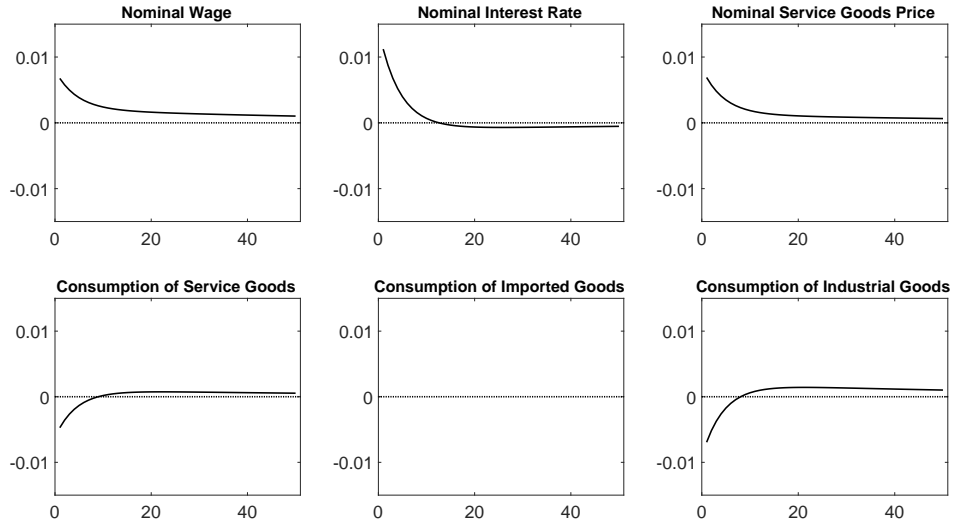 Nominal Wage
Nominal Interest Rate
Nominal Service Goods Price
0.01
0
-0.01
0 20 40
0.01
0
-0.01
0 20 40
0.01
0
-0.01
0 20 40
Consumption of Service Goods
Consumption of Imported Goods
Consumption of Industrial Goods
0.01
0
-0.01
0 20 40
0.01
0
-0.01
0 20 40
0.01
0
-0.01
0 20 40